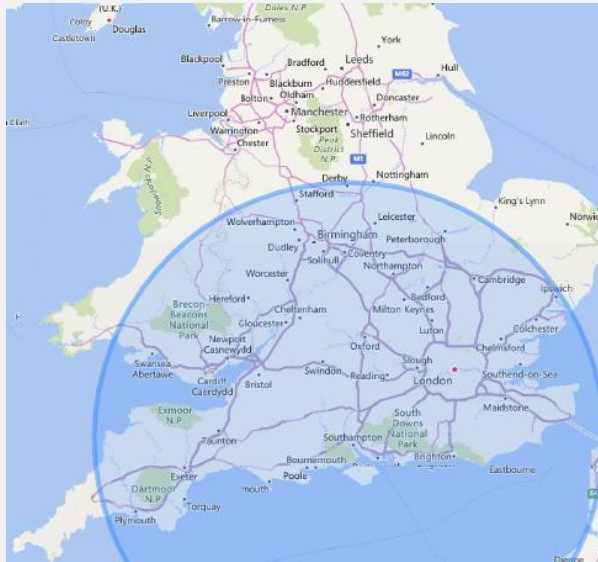 (U.K.)
Colby
Douglas
Castletown
Barrow-in-Furness
Dales N.P.
York
Blackpool
Bradford
Leeds
Preston
Blackburn
Huddersfield
M62
Hull
Bolton
Oldham
Doncaster
Liverpool
Manchester
Rotherham
Warrington
Stockport
Sheffield
Chester
Peak
District
N.P.
Lincoln
a Cliath
Snowdonia
N.P.
M1
Derby
Nottingham
Stafford
King's Lynn
Wolverhampton
Leicester
Norwic
Birmingham
Peterborough
Dudley
Solihull
Coventry
Worcester
Northampton
Cambridge
Hereford
Bedford
Ipswich
Brecon
Beacons
National
Park
Cheltenham
Milton Keynes
Gloucester
Luton
Colchester
Newport
Casnewydd
Oxford
Chelmsford
Swansea
Abertawe
Swindon
Slough
Southend-on-Sea
Cardiff
Caerdydd
Bristol
Reading
London
Maidstone
Exmoor
N.P.
South
Downs
National
Park
Taunton
Southampton
Brighton
Bournemouth
Eastbourne
Exeter
mouth
Poole
Dartmoor
N.P.
Torquay
Plymouth
Dieppe